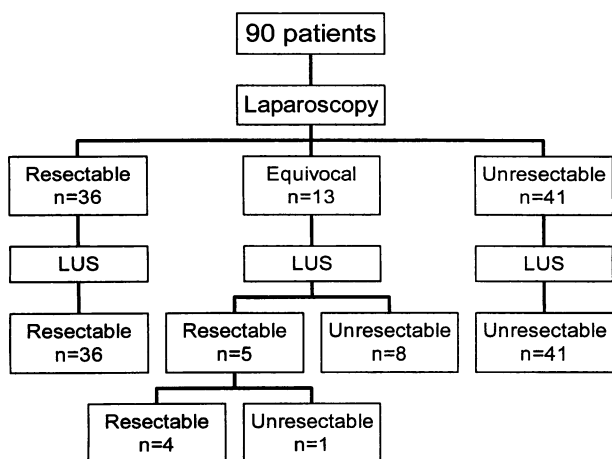 90 patients
Laparoscopy
Resectable
n=36
Equivocal
n=13
Unresectable
n=41
LUS
LUS
LUS
Resectable
n=36
Resectable
n=5
Unresectable
n=8
Unresectable
n=41
Resectable
n=4
Unresectable
n=1